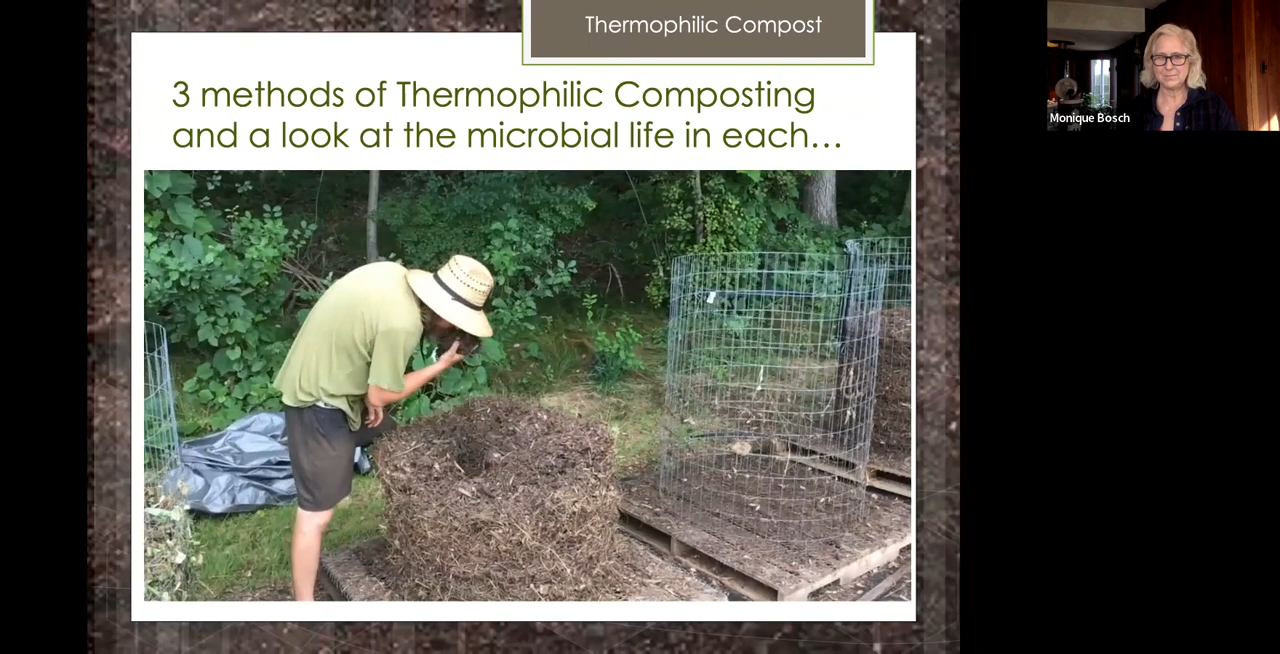 Thermophilic Compost
3 methods of Thermophilic Composting
and a look at the microbial life in each...
Monique Bosch